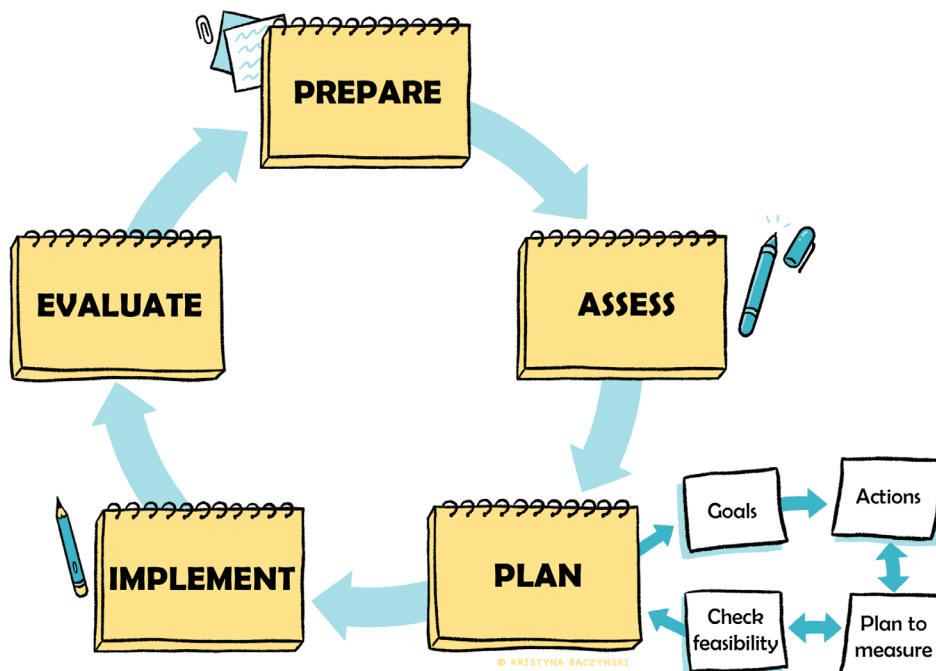 PREPARE
ASSESS
EVALUATE
Goals
Actions
IMPLEMENT
PLAN
Check
feasibility
Plan to
measure
© KRISTYNA BACZYNSKI